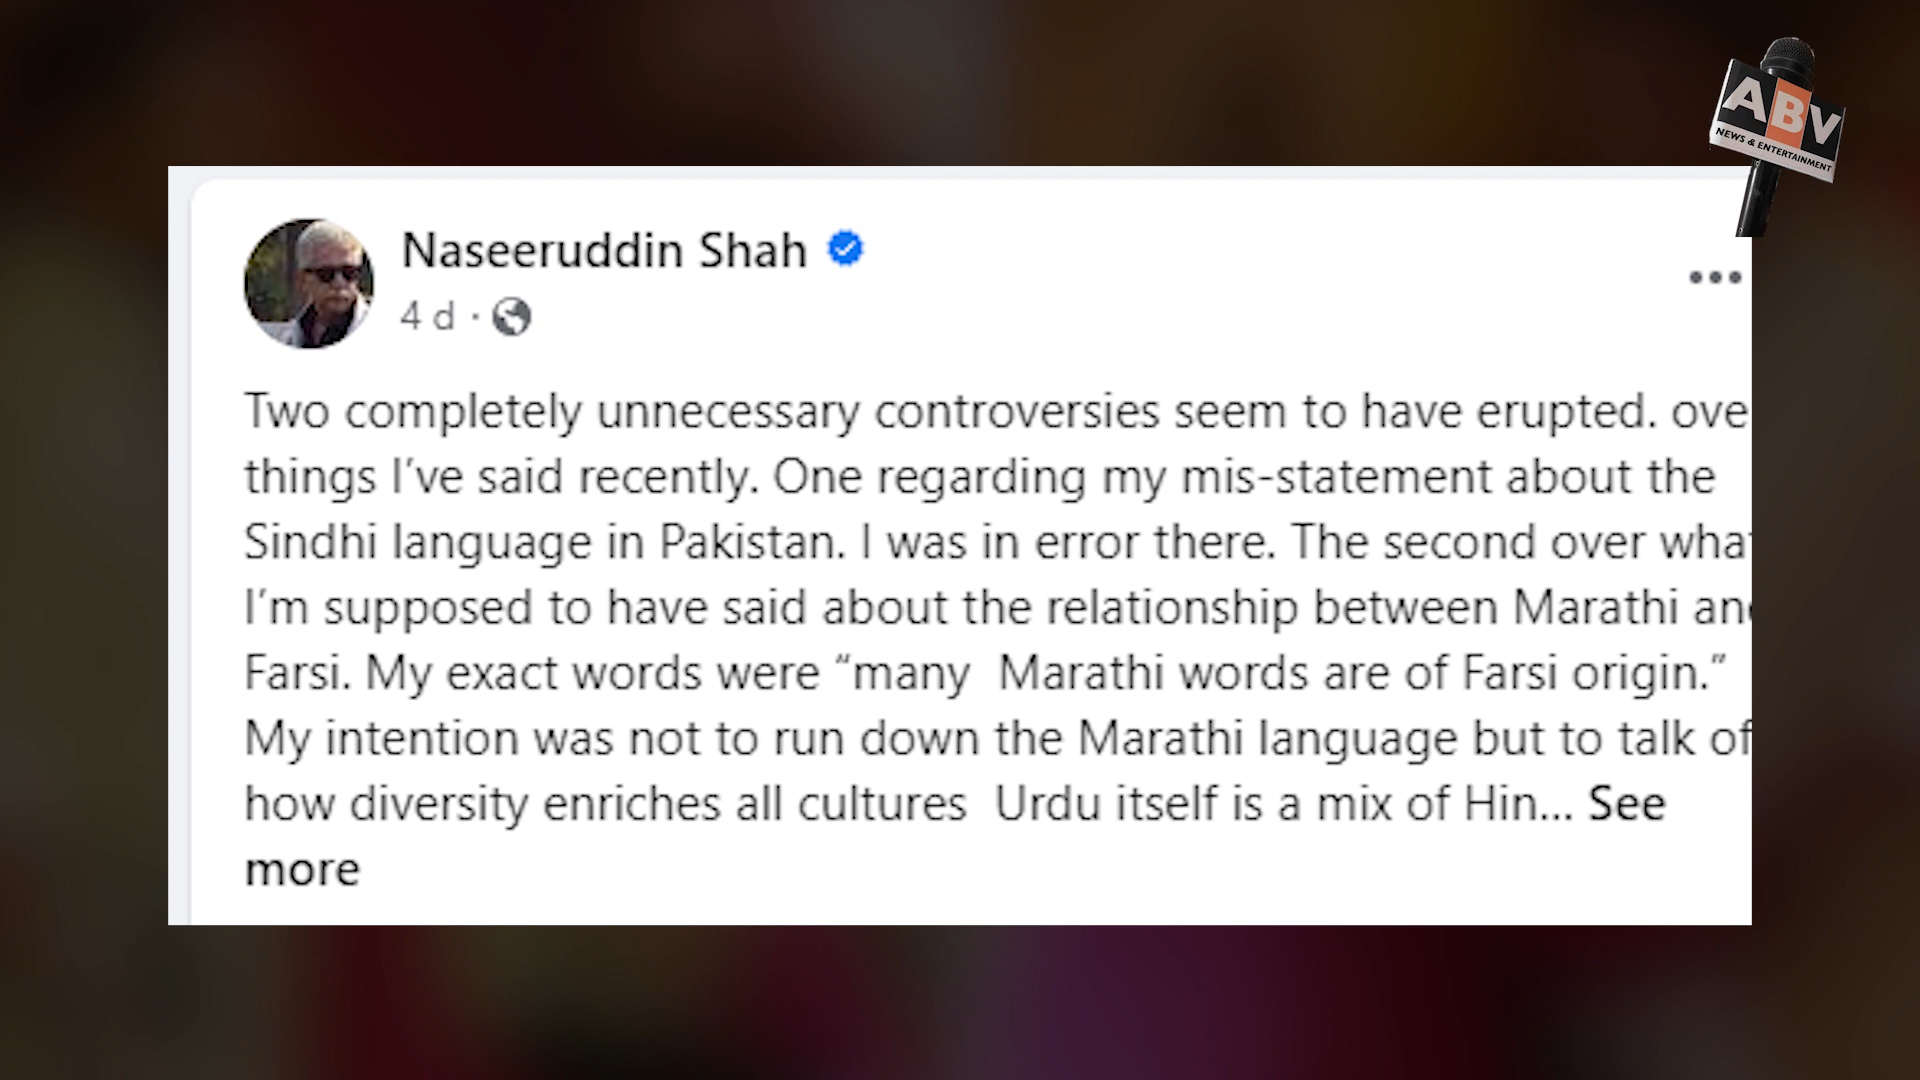 ABV
NEWS & ENTERTAINMENT
Naseeruddin Shah
4 d ·
Two completely unnecessary controversies seem to have erupted. ove
things I've said recently. One regarding my mis-statement about the
Sindhi language in Pakistan. I was in error there. The second over what
I'm supposed to have said about the relationship between Marathi and
Farsi. My exact words were “many  Marathi words are of Farsi origin.”
My intention was not to run down the Marathi language but to talk of
how diversity enriches all cultures  Urdu itself is a mix of Hin... See
more